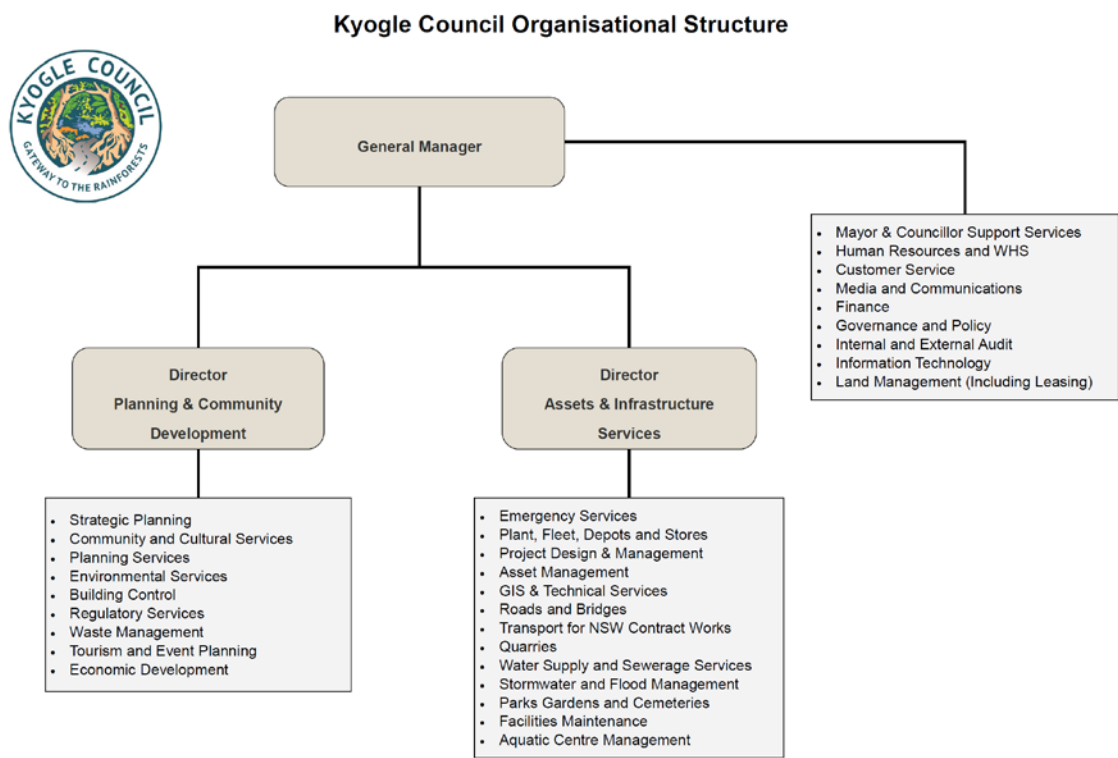 Kyogle Council Organisational Structure
KYOGLE COUNCIL
GATEWAY TO THE RAINFORESTS
General Manager
• Mayor & Councillor Support Services
• Human Resources and WHS
• Customer Service
• Media and Communications
• Finance
• Governance and Policy
• Internal and External Audit
• Information Technology
• Land Management (Including Leasing)
Director
Planning & Community
Development
Director
Assets & Infrastructure
Services
• Strategic Planning
• Community and Cultural Services
• Planning Services
• Environmental Services
• Building Control
• Regulatory Services
• Waste Management
• Tourism and Event Planning
• Economic Development
• Emergency Services
• Plant, Fleet, Depots and Stores
• Project Design & Management
• Asset Management
• GIS & Technical Services
• Roads and Bridges
• Transport for NSW Contract Works
• Quarries
• Water Supply and Sewerage Services
• Stormwater and Flood Management
• Parks Gardens and Cemeteries
• Facilities Maintenance
• Aquatic Centre Management